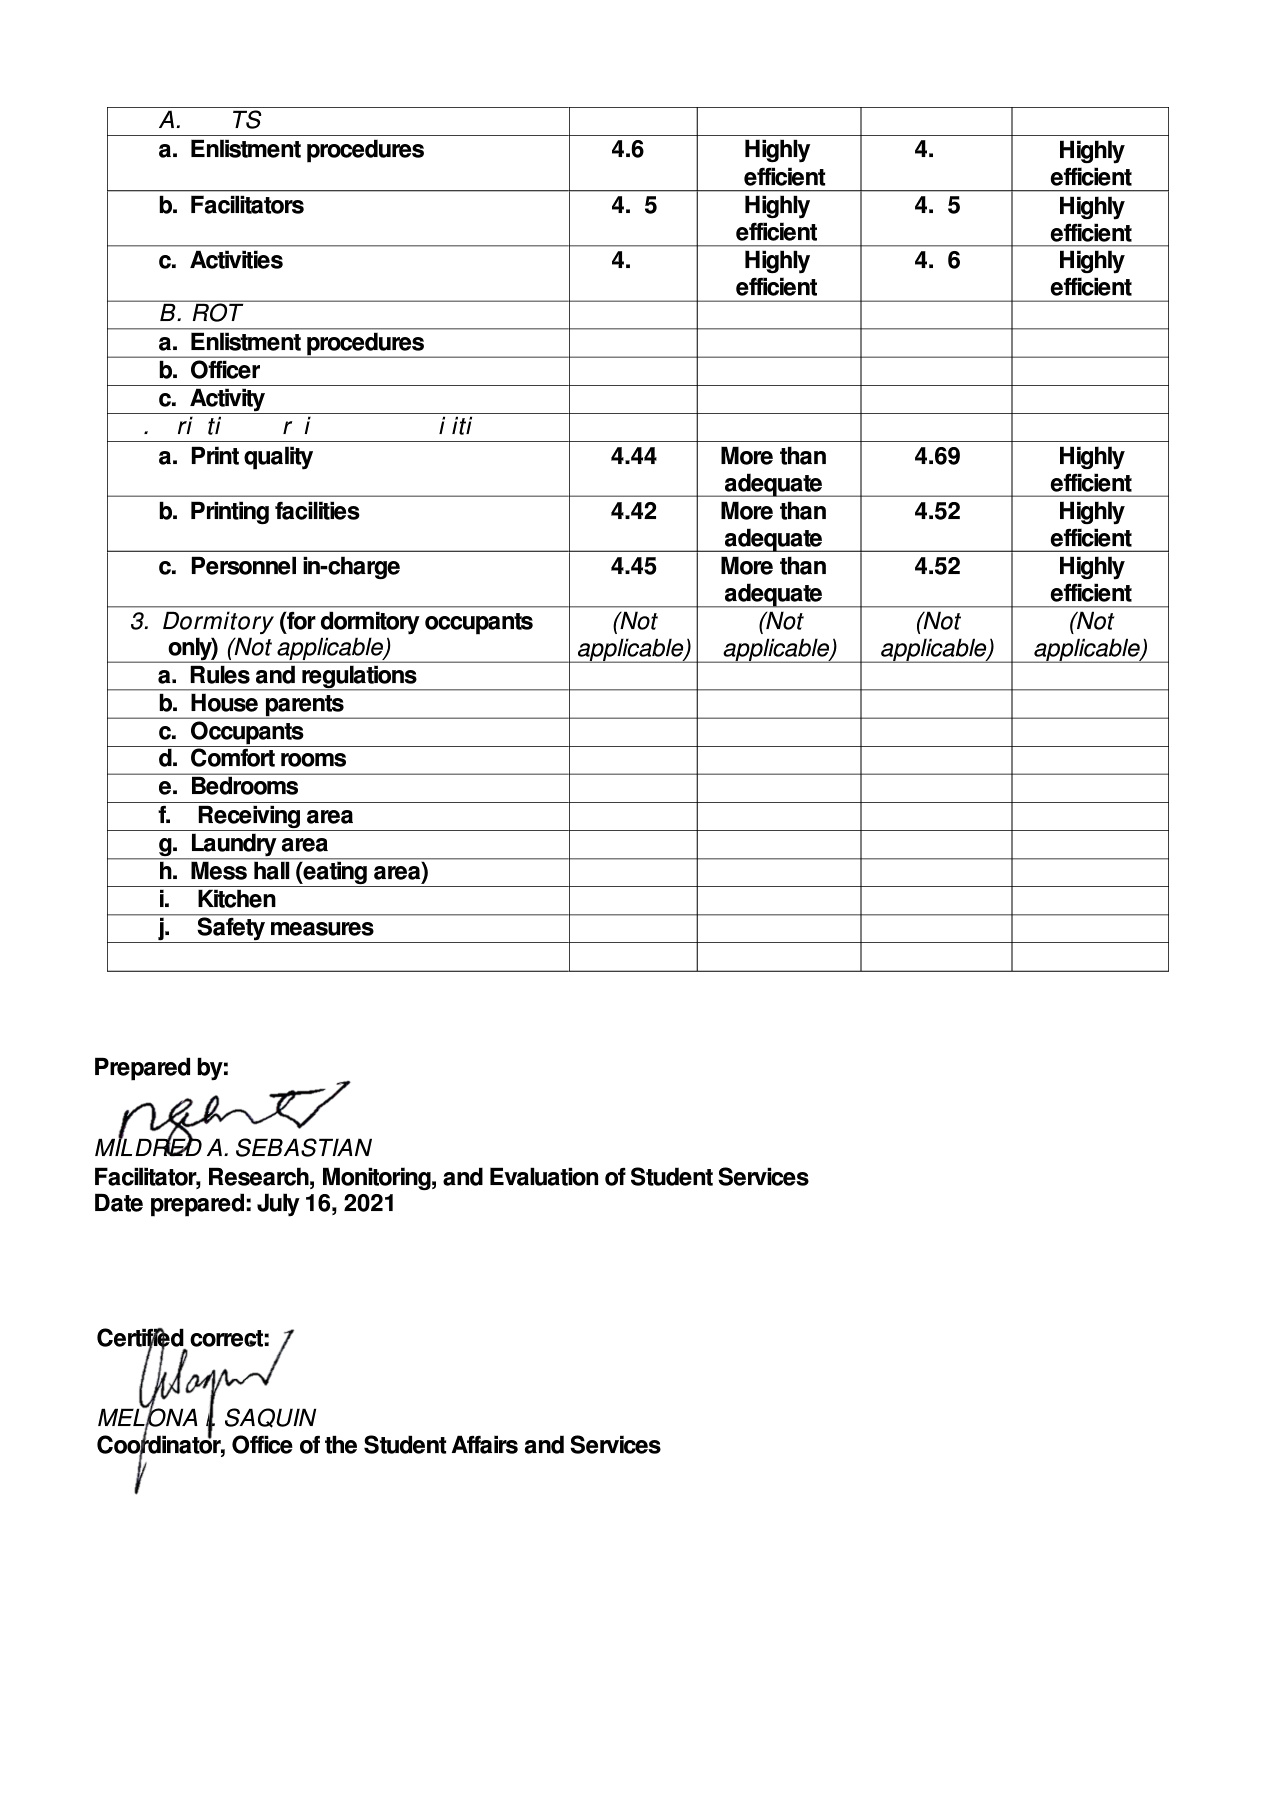 A. TS
a. Enlistment procedures 4.6 Highly efficient 4. Highly efficient
b. Facilitators 4. 5 Highly efficient 4. 5 Highly efficient
c. Activities 4. Highly efficient 4. 6 Highly efficient
B. ROT
a. Enlistment procedures
b. Officer
c. Activity
a. Print quality 4.44 More than adequate 4.69 Highly efficient
b. Printing facilities 4.42 More than adequate 4.52 Highly efficient
c. Personnel in-charge 4.45 More than adequate 4.52 Highly efficient
3. Dormitory (for dormitory occupants only) (Not applicable) (Not applicable) (Not applicable) (Not applicable) (Not applicable)
a. Rules and regulations
b. House parents
c. Occupants
d. Comfort rooms
e. Bedrooms
f. Receiving area
g. Laundry area
h. Mess hall (eating area)
i. Kitchen
j. Safety measures
Prepared by:
MILDRED A. SEBASTIAN
Facilitator, Research, Monitoring, and Evaluation of Student Services
Date prepared: July 16, 2021
Certified correct:
MELONA I. SAQUIN
Coordinator, Office of the Student Affairs and Services